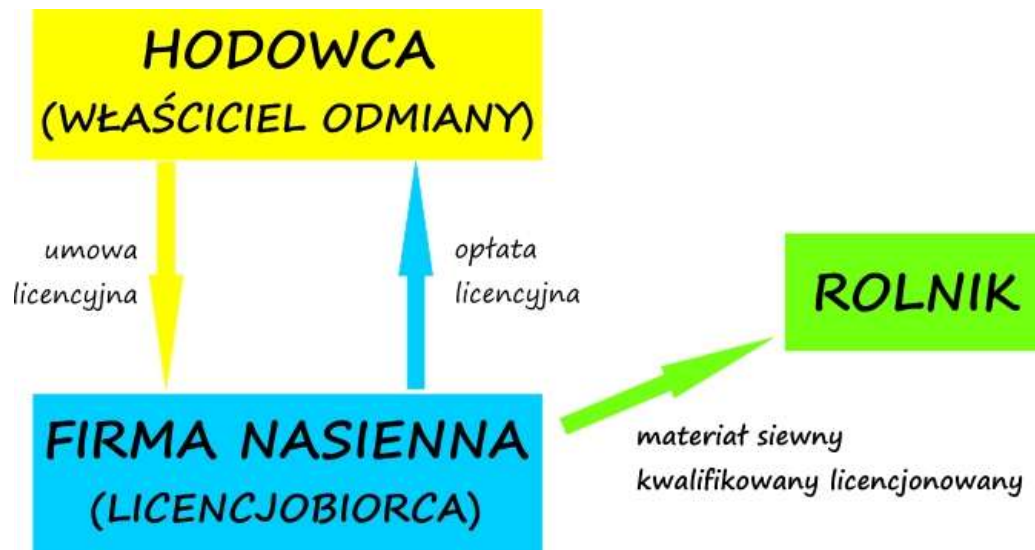 HODOWCA
(WŁAŚCICIEL ODMIANY)
umowa
licencyjna
opłata
licencyjna
ROLNIK
FIRMA NASIENNA
(LICENCJOBIORCA)
materiał siewny
kwalifikowany licencjonowany